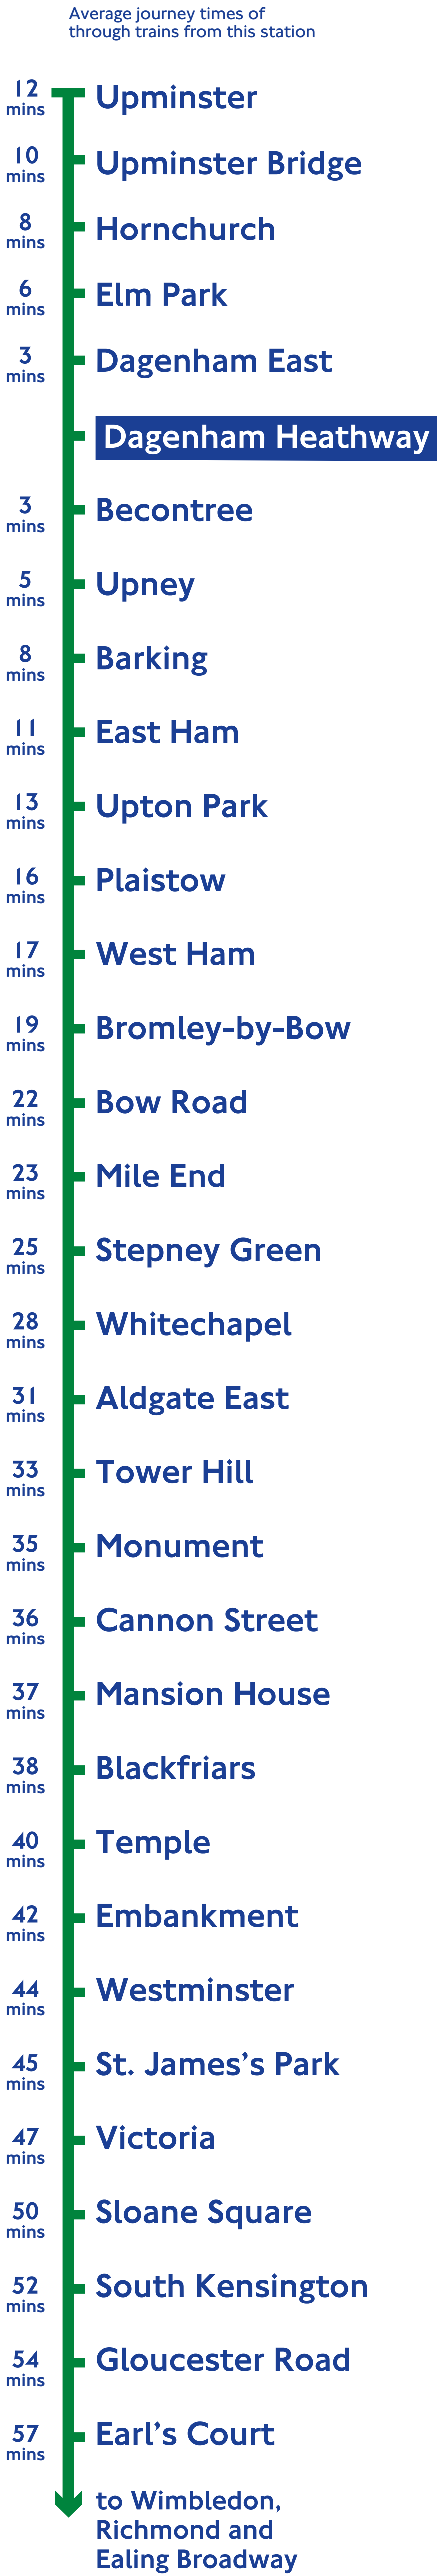 Average journey times of
through trains from this station
12
mins
Upminster
10
mins
Upminster Bridge
8
mins
Hornchurch
6
mins
Elm Park
3
mins
Dagenham East
Dagenham Heathway
3
mins
Becontree
5
mins
Upney
8
mins
Barking
11
mins
East Ham
13
mins
Upton Park
16
mins
Plaistow
17
mins
West Ham
19
mins
Bromley-by-Bow
22
mins
Bow Road
23
mins
Mile End
25
mins
Stepney Green
28
mins
Whitechapel
31
mins
Aldgate East
33
mins
Tower Hill
35
mins
Monument
36
mins
Cannon Street
37
mins
Mansion House
38
mins
Blackfriars
40
mins
Temple
42
mins
Embankment
44
mins
Westminster
45
mins
St. James's Park
47
mins
Victoria
50
mins
Sloane Square
52
mins
South Kensington
54
mins
Gloucester Road
57
mins
Earl's Court
to Wimbledon,
Richmond and
Ealing Broadway